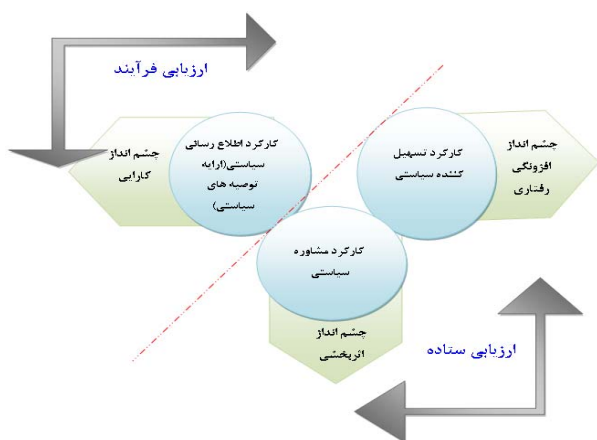 ارزیابی فرآیند
چشم انداز
افزونگی
رفتاری
کارکرد تسهیل
کننده سیاستی
کارکرد اطلاع رسانی
سیاستی(ارایه
توصیه های
سیاستی)
چشم انداز
کارایی
کارکرد مشاوره
سیاستی
چشم انداز
اثربخشی
ارزیابی ستاده